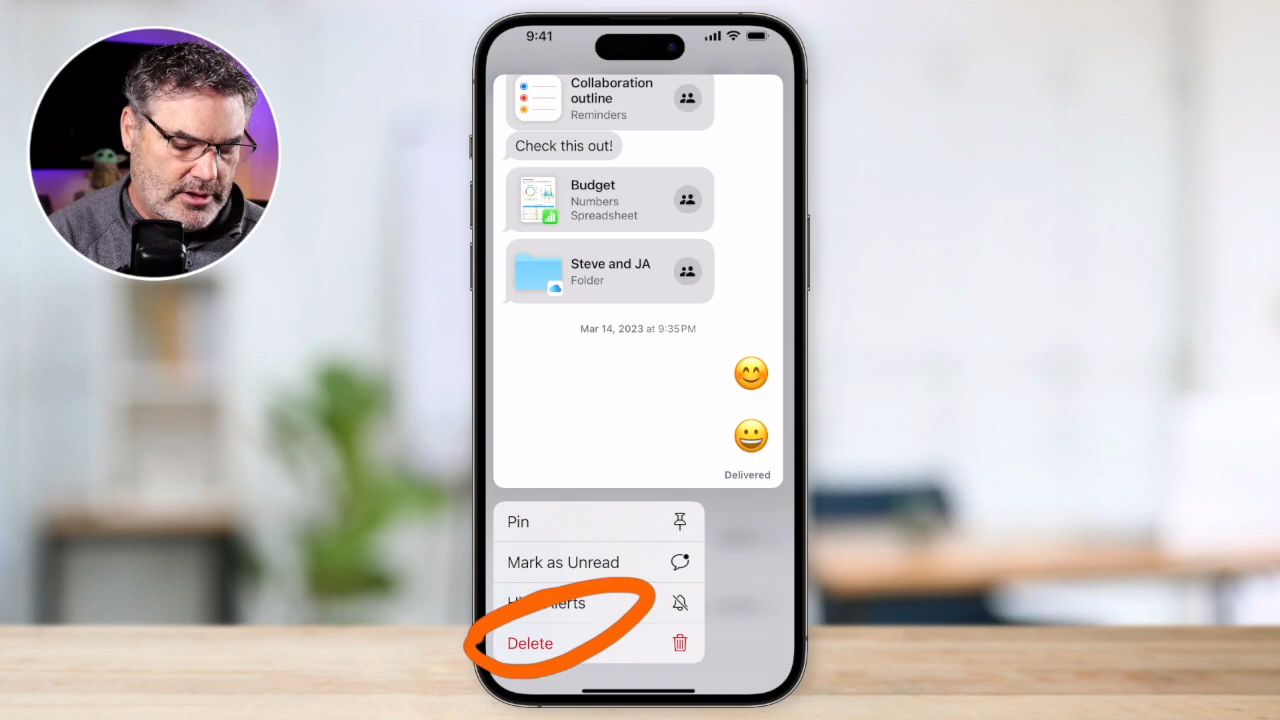 9:41
Collaboration
outline
Reminders
Check this out!
Budget
Numbers
Spreadsheet
Steve and JA
Folder
Mar 14, 2023 at 9:35 PM
Delivered
Pin
Mark as Unread
Alerts
Delete